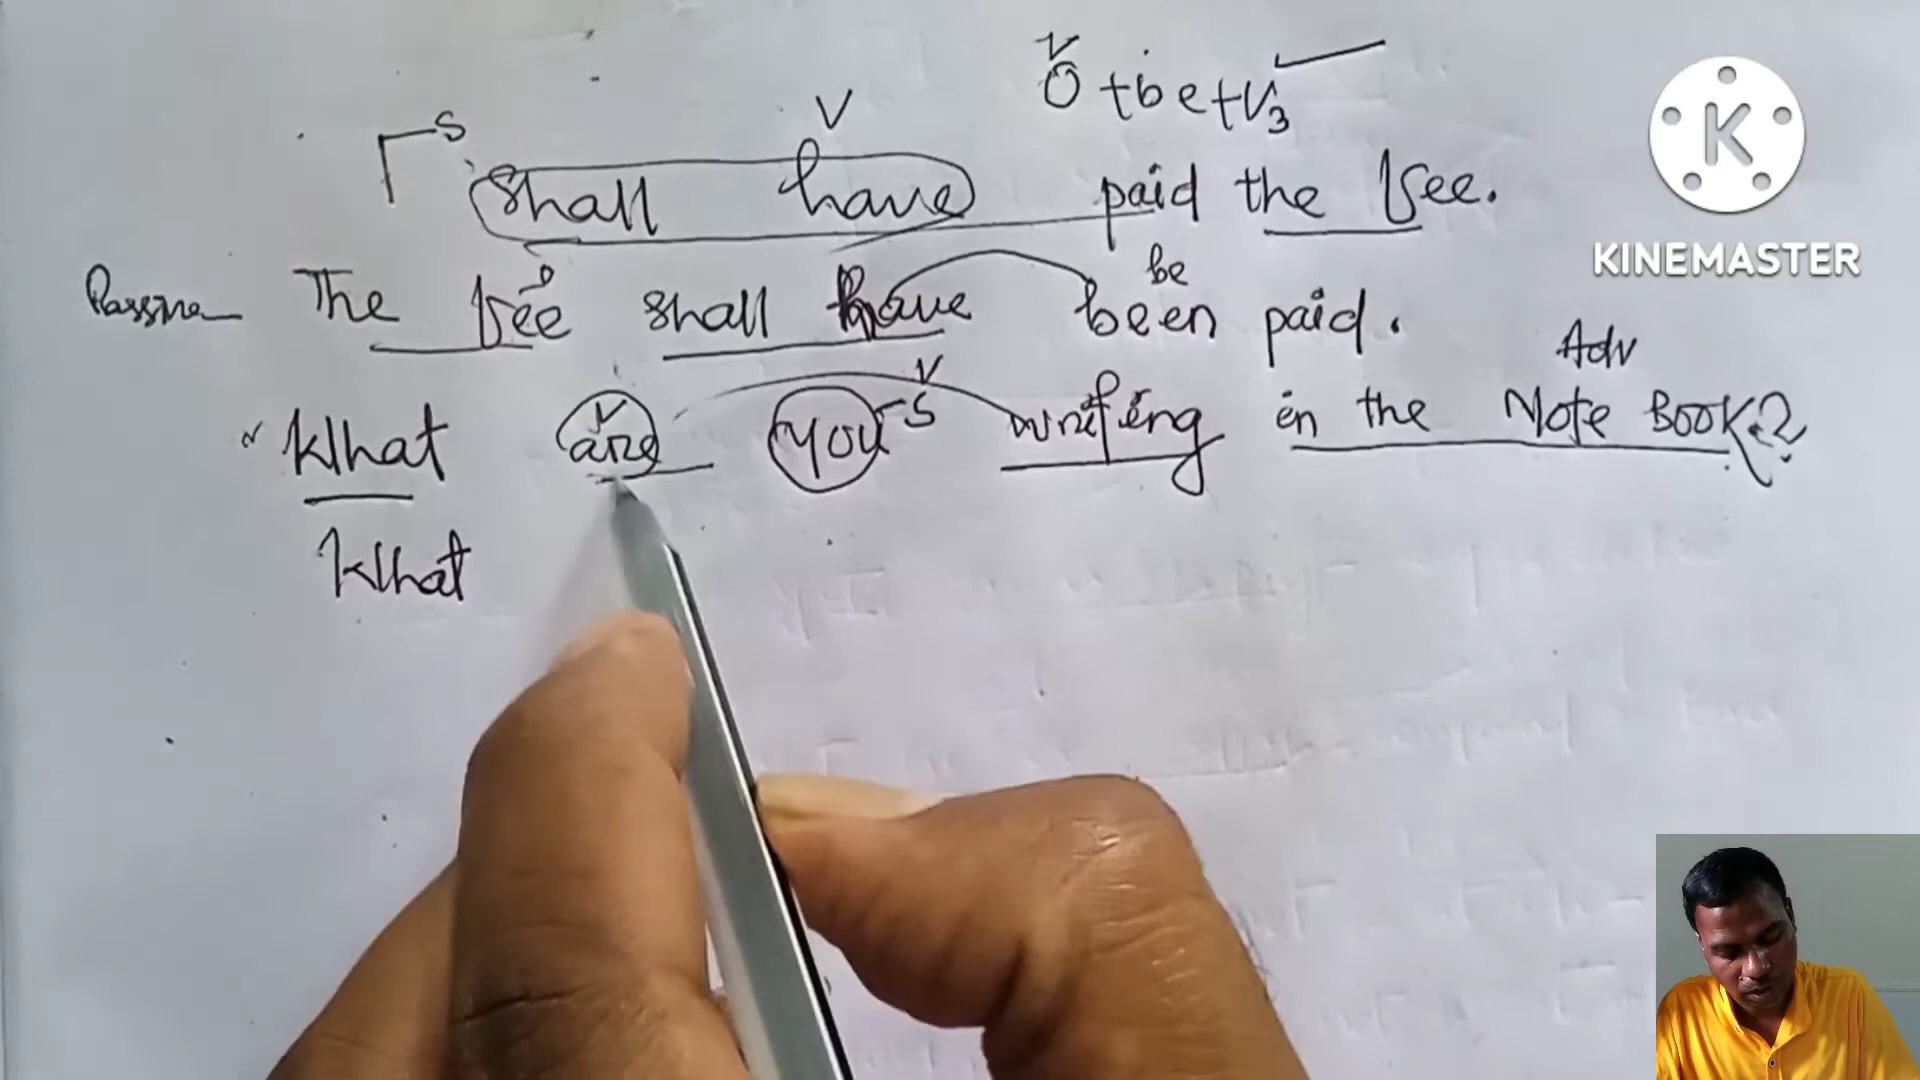 O + be + V3
I S shall have V paid the fee.
Passive The fee shall have been paid. be
What are V you S V writing in the Note Book? Adv
What
KINEMASTER